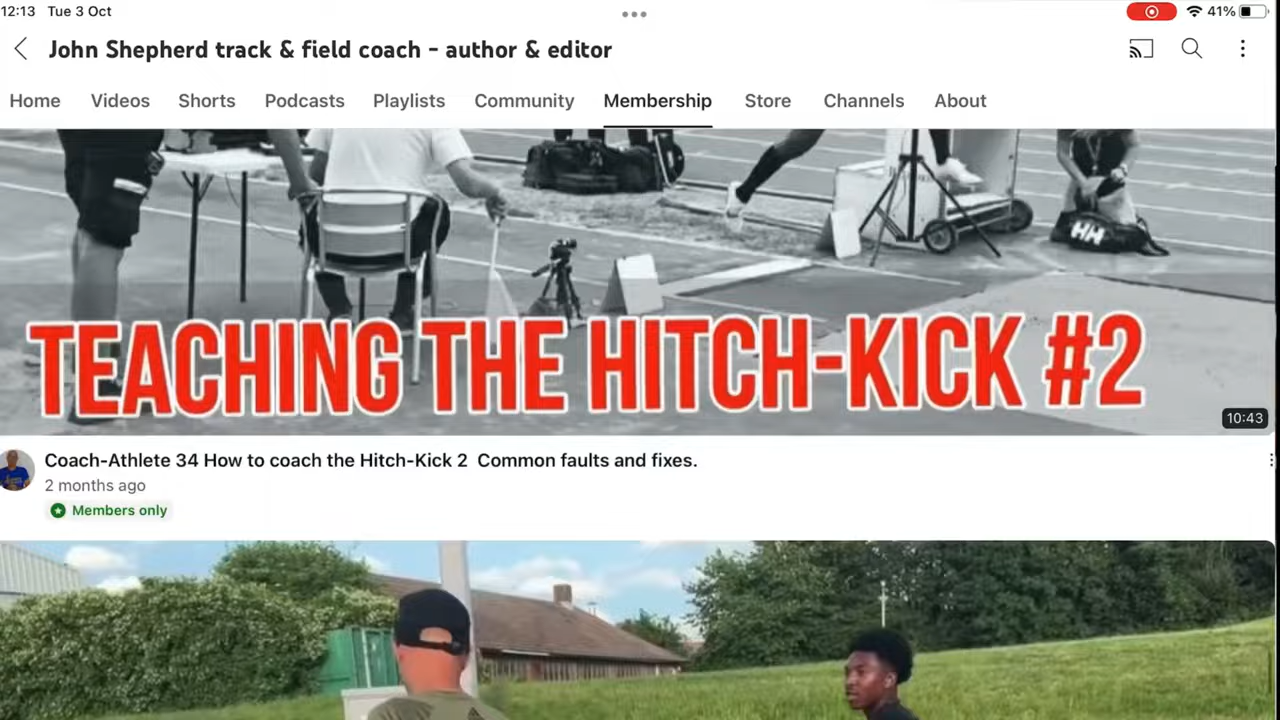 12:13 Tue 3 Oct
41%
John Shepherd track & field coach - author & editor
Home Videos Shorts Podcasts Playlists Community Membership Store Channels About
HH
TEACHING THE HITCH-KICK #2
10:43
Coach-Athlete 34 How to coach the Hitch-Kick 2 Common faults and fixes.
2 months ago
Members only